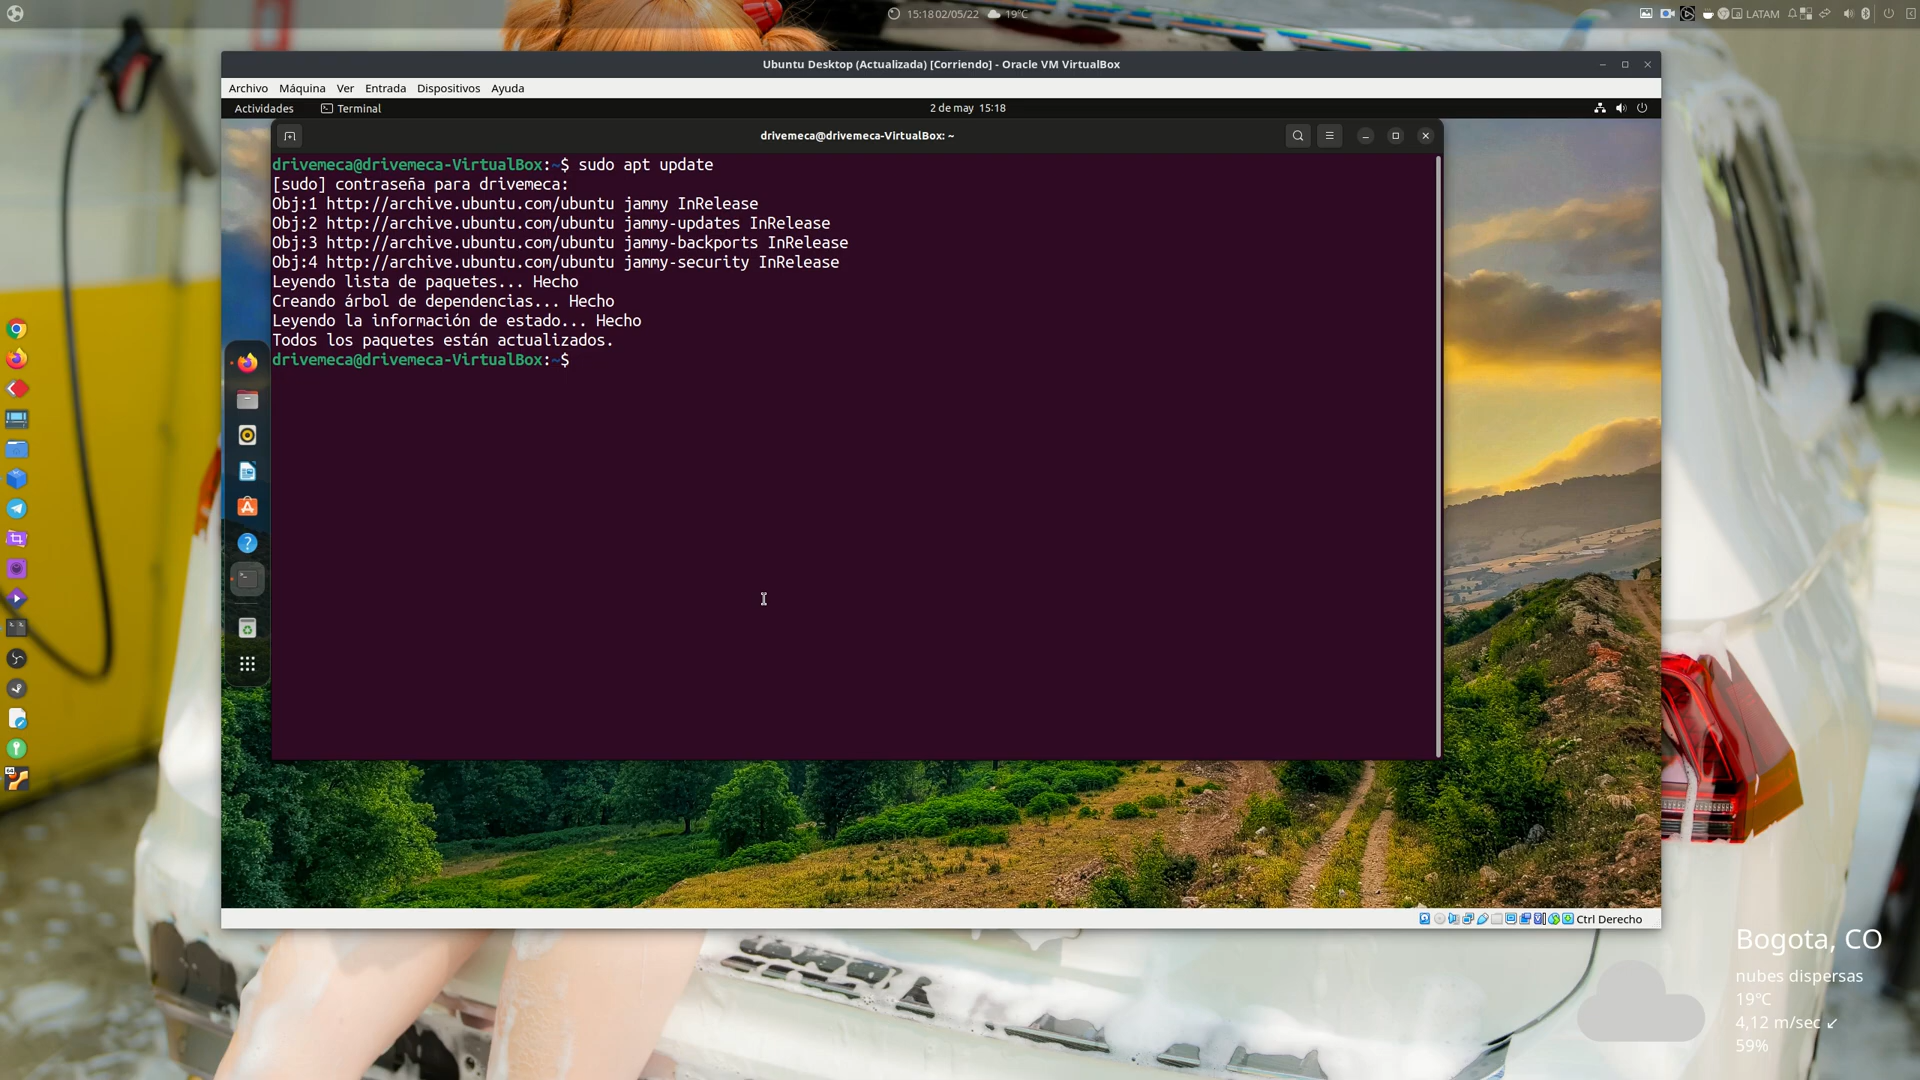 15:18 02/05/22 19°C
LATAM
Ubuntu Desktop (Actualizada) [Corriendo] - Oracle VM VirtualBox
Archivo Máquina Ver Entrada Dispositivos Ayuda
Actividades Terminal 2 de may 15:18
drivemeca@drivemeca-VirtualBox: ~
drivemeca@drivemeca-VirtualBox:~$ sudo apt update
[sudo] contraseña para drivemeca:
Obj:1 http://archive.ubuntu.com/ubuntu jammy InRelease
Obj:2 http://archive.ubuntu.com/ubuntu jammy-updates InRelease
Obj:3 http://archive.ubuntu.com/ubuntu jammy-backports InRelease
Obj:4 http://archive.ubuntu.com/ubuntu jammy-security InRelease
Leyendo lista de paquetes... Hecho
Creando árbol de dependencias... Hecho
Leyendo la información de estado... Hecho
Todos los paquetes están actualizados.
drivemeca@drivemeca-VirtualBox:~$
Ctrl Derecho
Bogota, CO
nubes dispersas
19°C
4,12 m/sec ↙
59%